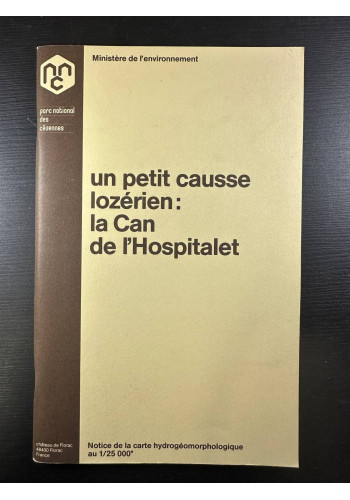 Ministère de l'environnement
parc national
des
cévennes
un petit causse
lozérien:
la Can
de l'Hospitalet
château de Florac
48400 Florac
France
Notice de la carte hydrogéomorphologique
au 1/25 000e